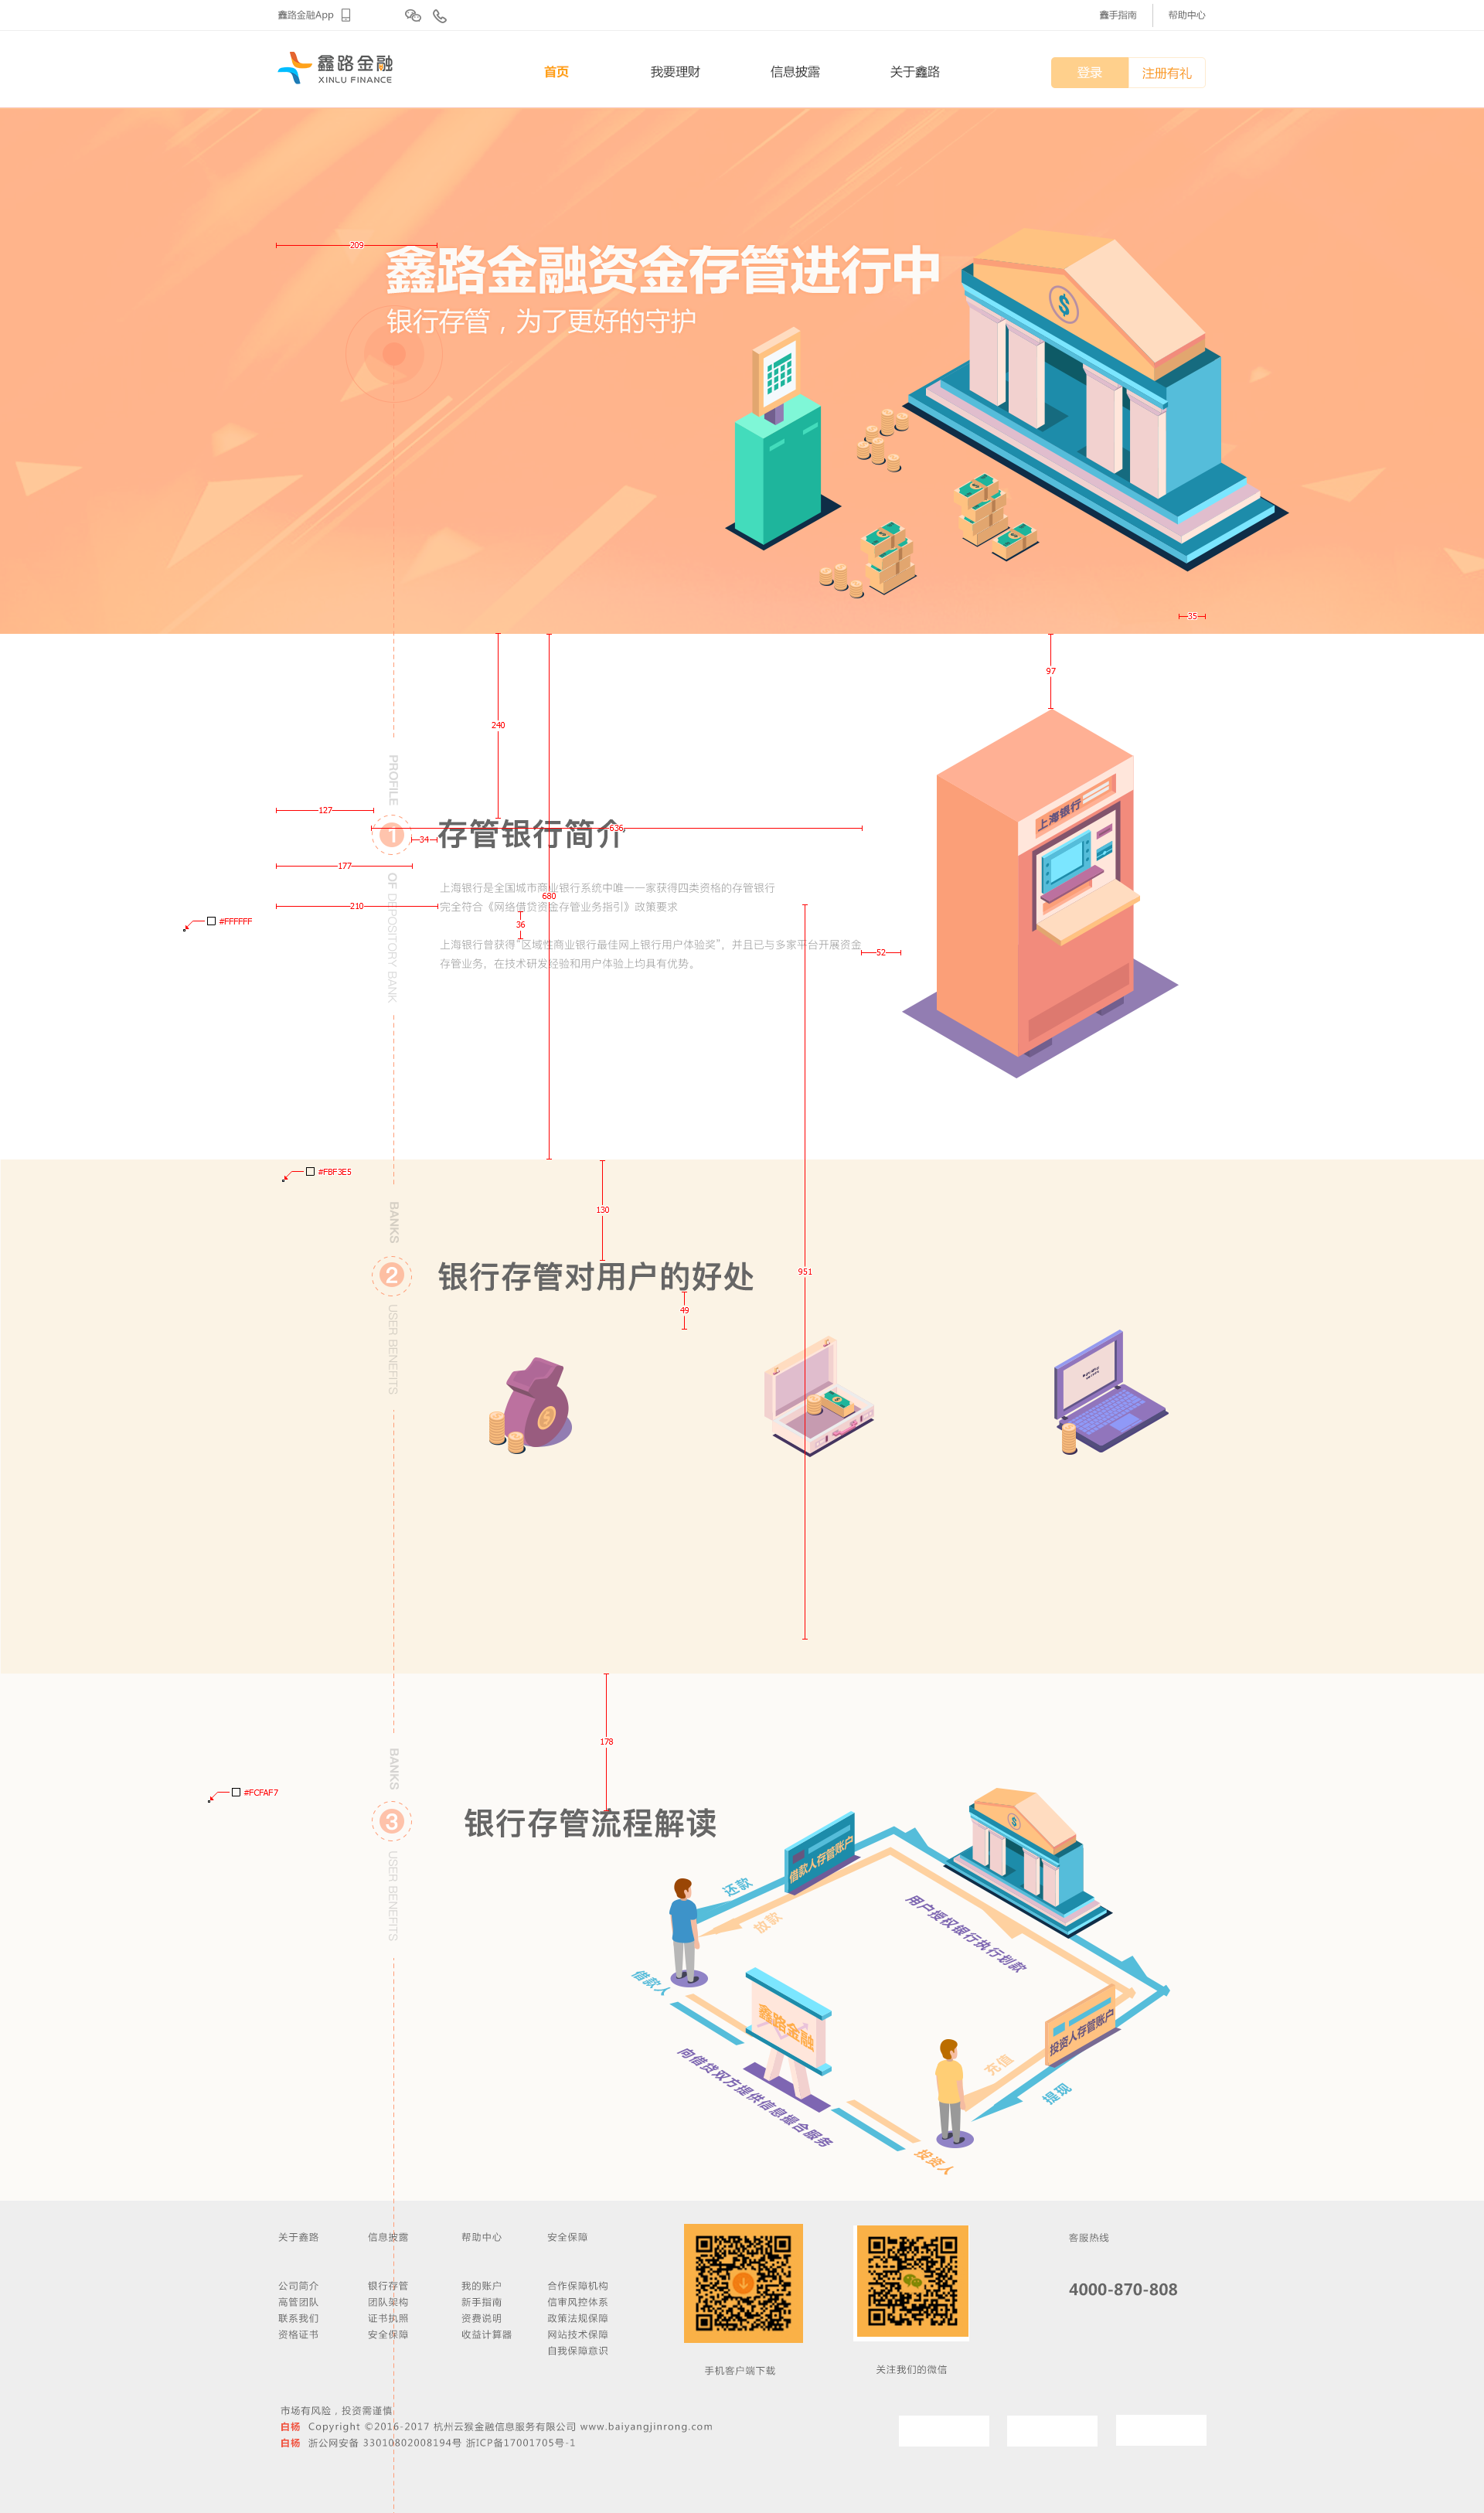 鑫路金融App
鑫手指南
帮助中心
鑫路金融
XINLU FINANCE
首页
我要理财
信息披露
关于鑫路
登录
注册有礼
209
鑫路金融资金存管进行中
银行存管，为了更好的守护
35
240
97
PROFILE
127
636
1
34
存管银行简介
上海银行
177
OF DEPOSITORY BANK
上海银行是全国城市商业银行系统中唯一一家获得四类资格的存管银行
680
210
完全符合《网络借贷资金存管业务指引》政策要求
#FFFFFF
36
上海银行曾获得“区域性商业银行最佳网上银行用户体验奖”，并且已与多家平台开展资金
52
存管业务，在技术研发经验和用户体验上均具有优势。
#FBF3E5
130
BANKS
951
2
银行存管对用户的好处
49
USER BENEFITS
178
BANKS
#FCFAF7
3
银行存管流程解读
USER BENEFITS
借款人存管账户
还款
放款
用户授权银行执行划款
借款人
鑫路金融
投资人存管账户
向借贷双方提供信息撮合服务
充值
提现
投资人
关于鑫路
信息披露
帮助中心
安全保障
客服热线
公司简介
银行存管
我的账户
合作保障机构
4000-870-808
高管团队
团队架构
新手指南
信审风控体系
联系我们
证书执照
资费说明
政策法规保障
资格证书
安全保障
收益计算器
网站技术保障
自我保障意识
手机客户端下载
关注我们的微信
市场有风险，投资需谨慎
白杨 Copyright ©2016-2017 杭州云猴金融信息服务有限公司 www.baiyangjinrong.com
白杨 浙公网安备 33010802008194号 浙ICP备17001705号-1